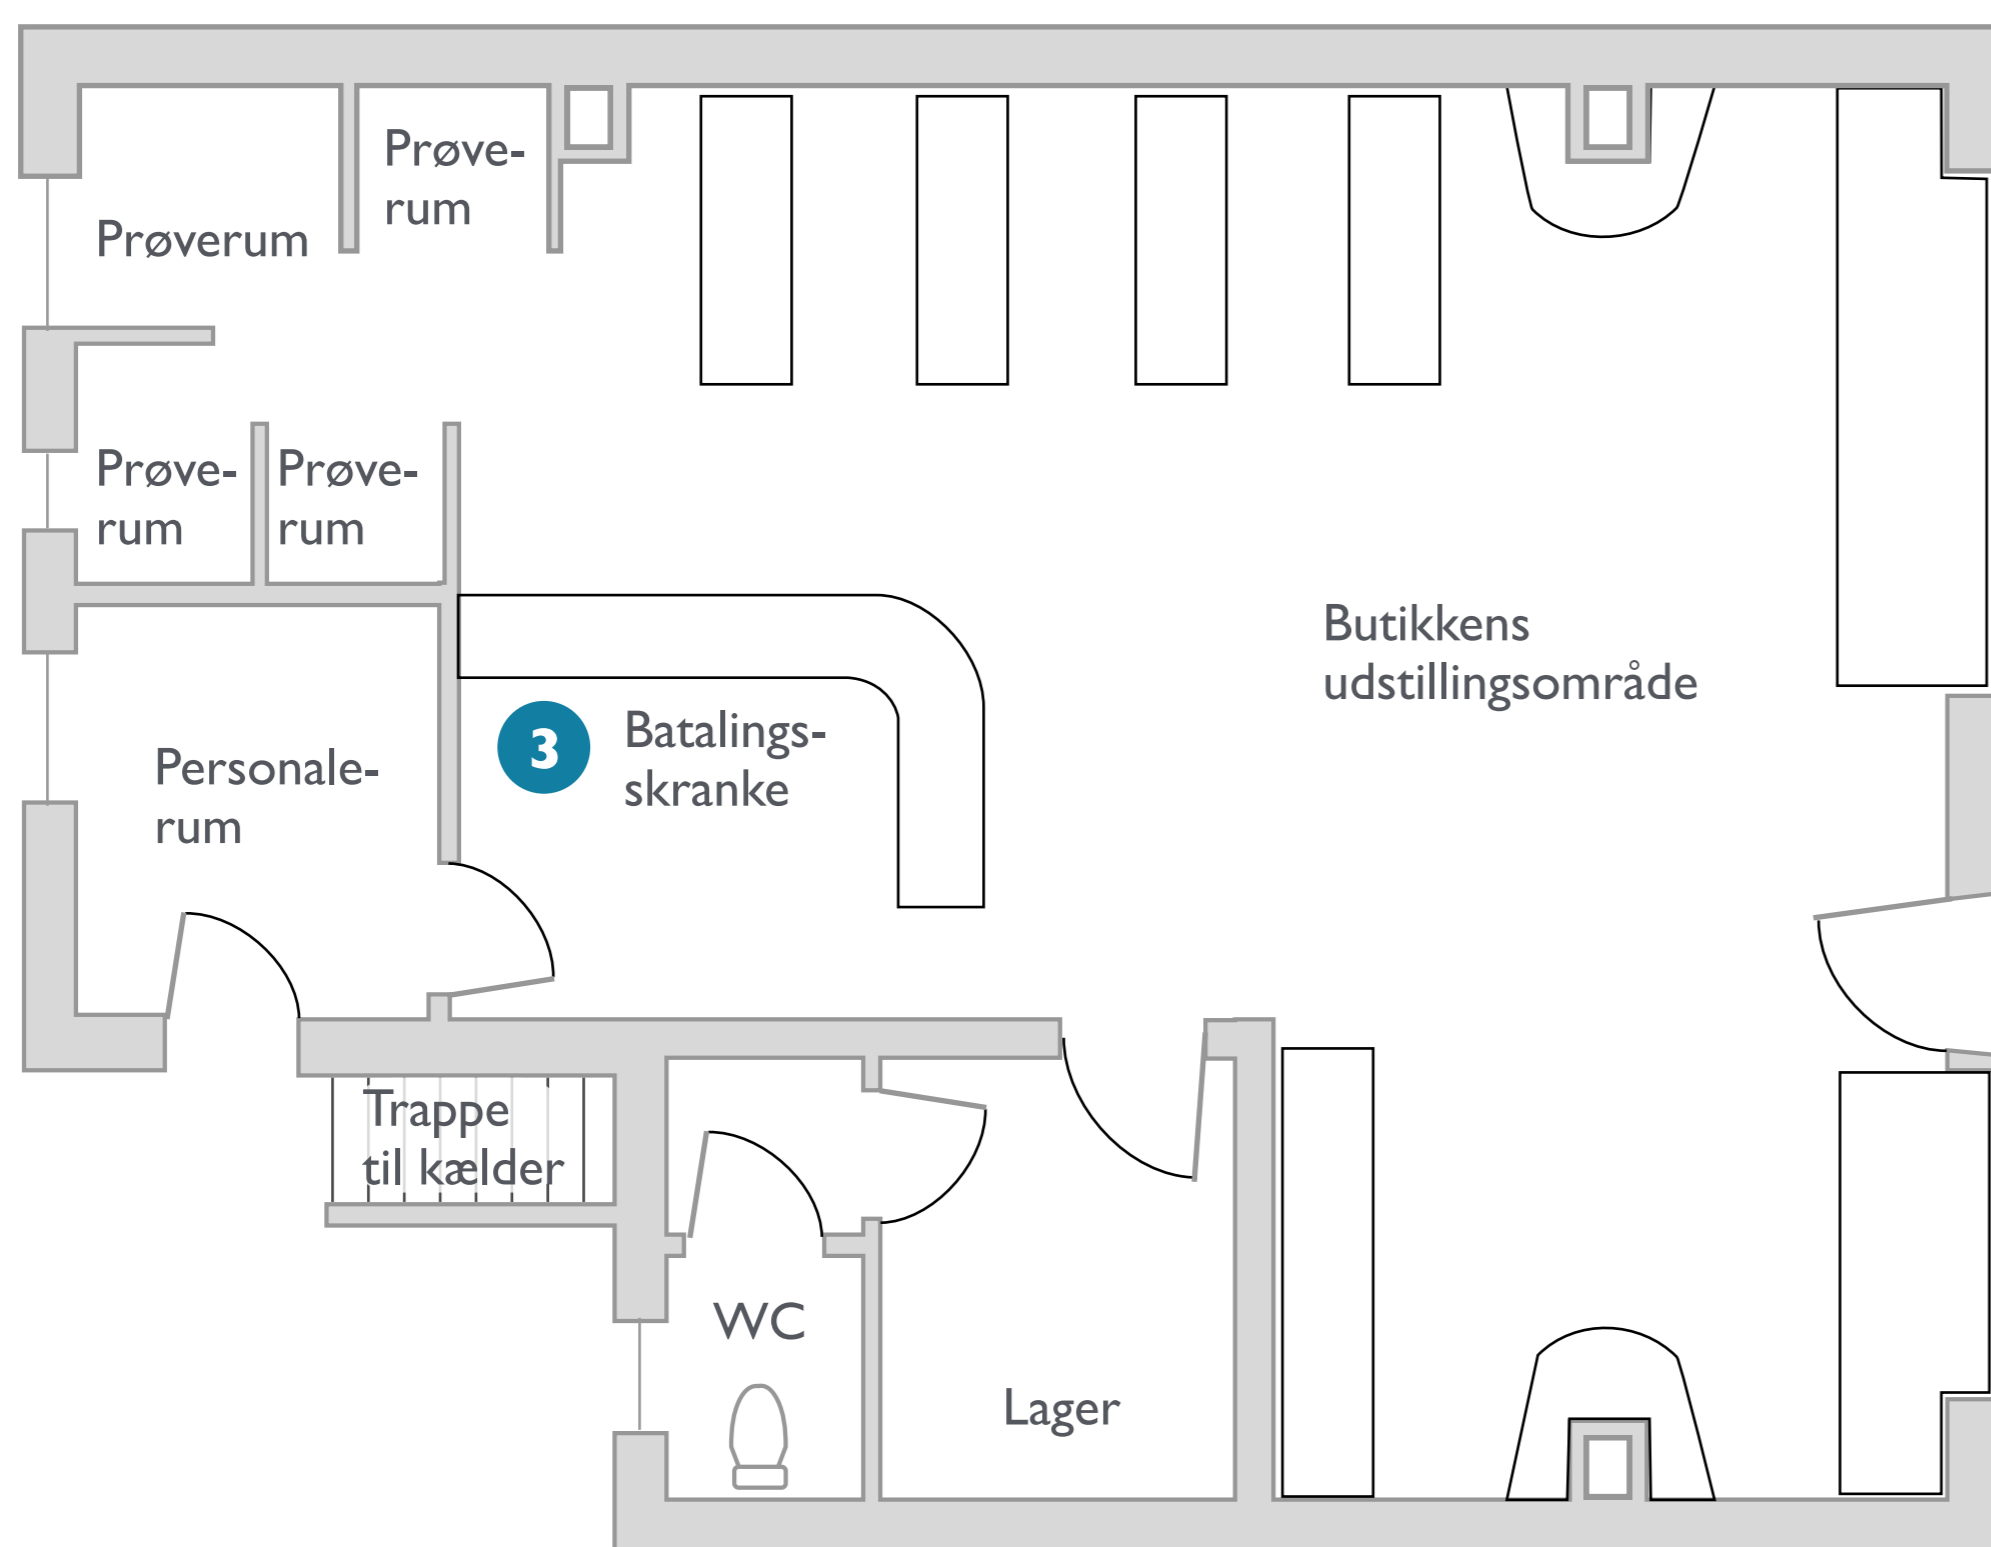 Prøve-
rum
Prøverum
Prøve-
rum
Prøve-
rum
Butikkens
udstillingsområde
3
Batalings-
skranke
Personale-
rum
Trappe
til kælder
WC
Lager